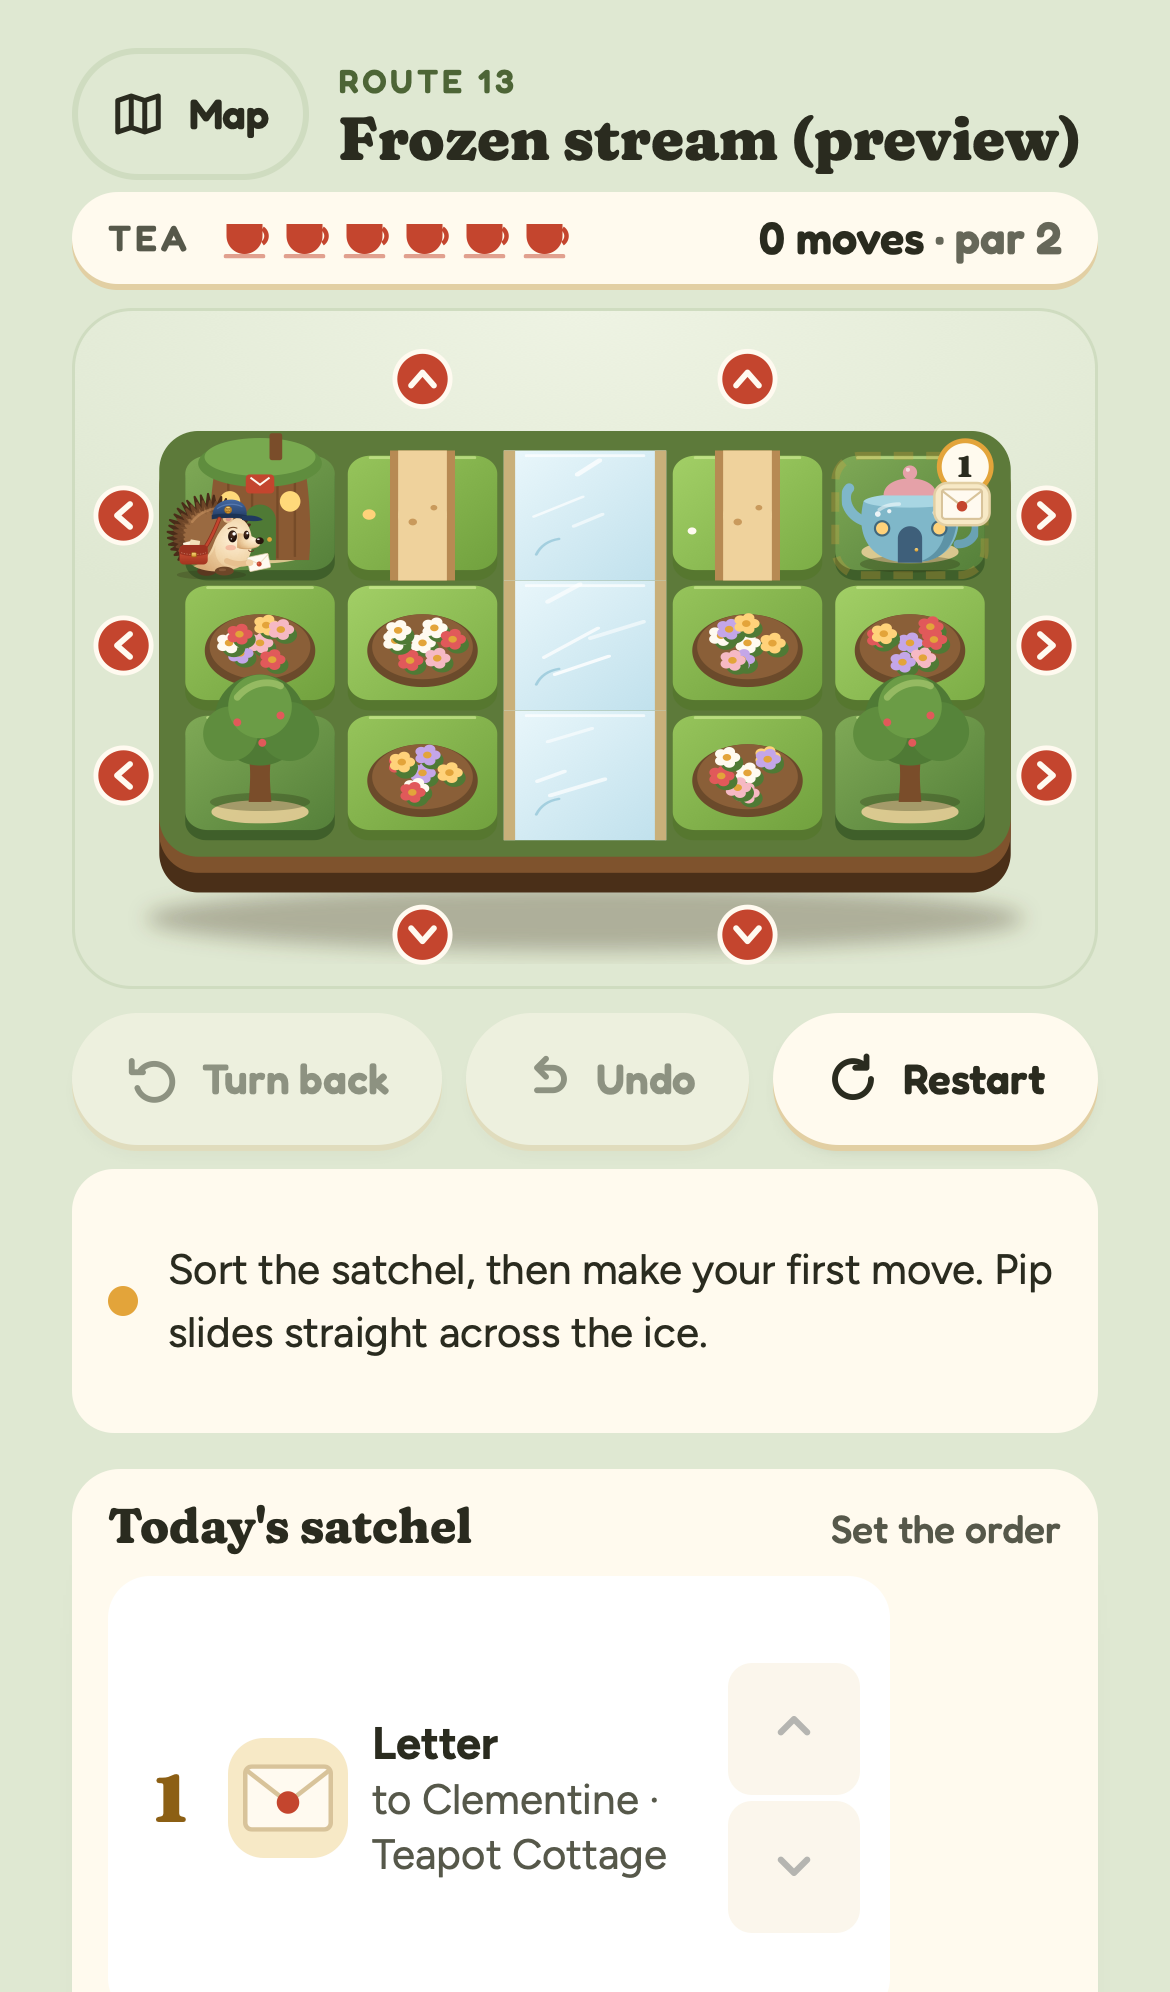 Map
ROUTE 13
Frozen stream (preview)
TEA
0 moves · par 2
1
Turn back
Undo
Restart
Sort the satchel, then make your first move. Pip
slides straight across the ice.
Today's satchel
Set the order
1
Letter
to Clementine ·
Teapot Cottage